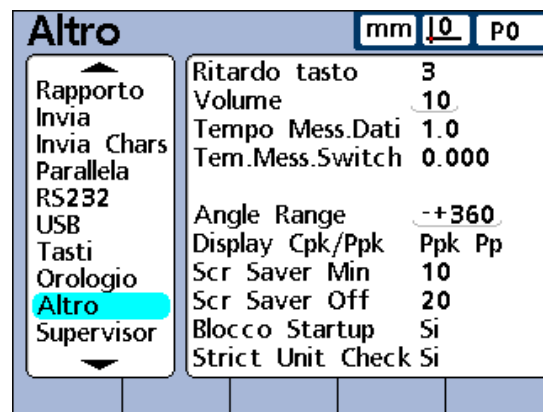 Altro
mm 0 P0
Rapporto
Invia
Invia Chars
Parallela
RS232
USB
Tasti
Orologio
Altro
Supervisor
Ritardo tasto 3
Volume 10
Tempo Mess.Dati 1.0
Tem.Mess.Switch 0.000
Angle Range -+360
Display Cpk/Ppk Ppk Pp
Scr Saver Min 10
Scr Saver Off 20
Blocco Startup Si
Strict Unit Check Si